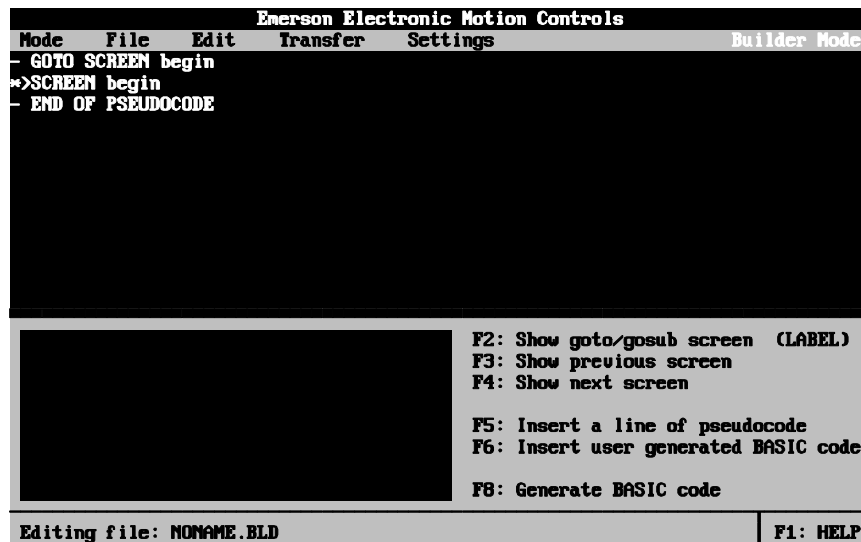 Emerson Electronic Motion Controls
Mode File Edit Transfer Settings Builder Mode
- GOTO SCREEN begin
*>SCREEN begin
- END OF PSEUDOCODE
F2: Show goto/gosub screen (LABEL)
F3: Show previous screen
F4: Show next screen
F5: Insert a line of pseudocode
F6: Insert user generated BASIC code
F8: Generate BASIC code
Editing file: NONAME.BLD F1: HELP